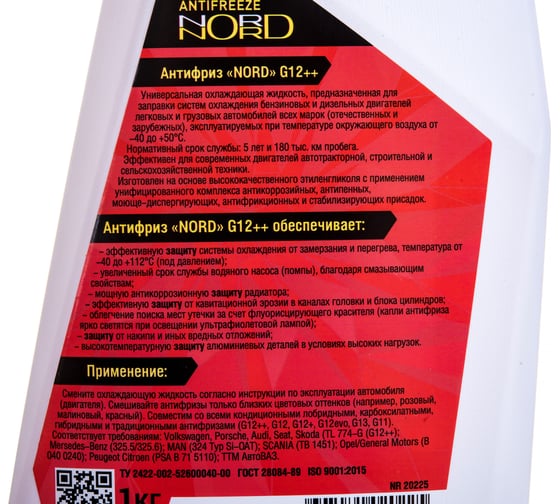 ANTIFREEZE
NORD
Антифриз «NORD» G12++
Универсальная охлаждающая жидкость, предназначенная для
заправки систем охлаждения бензиновых и дизельных двигателей
легковых и грузовых автомобилей всех марок (отечественных и
зарубежных), эксплуатируемых при температуре окружающего воздуха от
–40 до +50°С.
Нормативный срок службы: 5 лет и 180 тыс. км пробега.
Эффективен для современных двигателей автотракторной, строительной и
сельскохозяйственной техники.
Изготовлен на основе высококачественного этиленгликоля с применением
унифицированного комплекса антикоррозийных, антипенных,
моюще-диспергирующих, антифрикционных и стабилизирующих присадок.
Антифриз «NORD» G12++ обеспечивает:
– эффективную защиту системы охлаждения от замерзания и перегрева, температура от
–40 до +112°С (под давлением);
– увеличенный срок службы водяного насоса (помпы), благодаря смазывающим
свойствам;
– мощную антикоррозионную защиту радиатора;
– эффективную защиту от кавитационной эрозии в каналах головки и блока цилиндров;
– облегчение поиска мест утечки за счет флуорисцирующего красителя (капли антифриза
ярко светятся при освещении ультрафиолетовой лампой);
– защиту от накипи и иных вредных отложений;
– высокотемпературную защиту алюминиевых деталей в условиях высоких нагрузок.
Применение:
Смените охлаждающую жидкость согласно инструкции по эксплуатации автомобиля
(двигателя). Смешивайте антифризы только близких цветовых оттенков (например, розовый,
малиновый, красный). Совместим со всеми кондиционными лобридными, карбоксилатными,
гибридными и традиционными антифризами (G12++, G12, G12+, G12evo, G13, G11).
Соответствует требованиям: Volkswagen, Porsche, Audi, Seat, Skoda (TL 774–G (G12++);
Mersedes–Benz (325.5/325.6); MAN (324 Typ Si–OAT); SCANIA (TB 1451); Opel/General Motors (B
040 0240); Peugeot Citroen (PSA B 71 5110); ТТМ АвтоВАЗ.
ТУ 2422-002-52600040-00 ГОСТ 28084-89 ISO 9001:2015
1 КГ
NR 20225